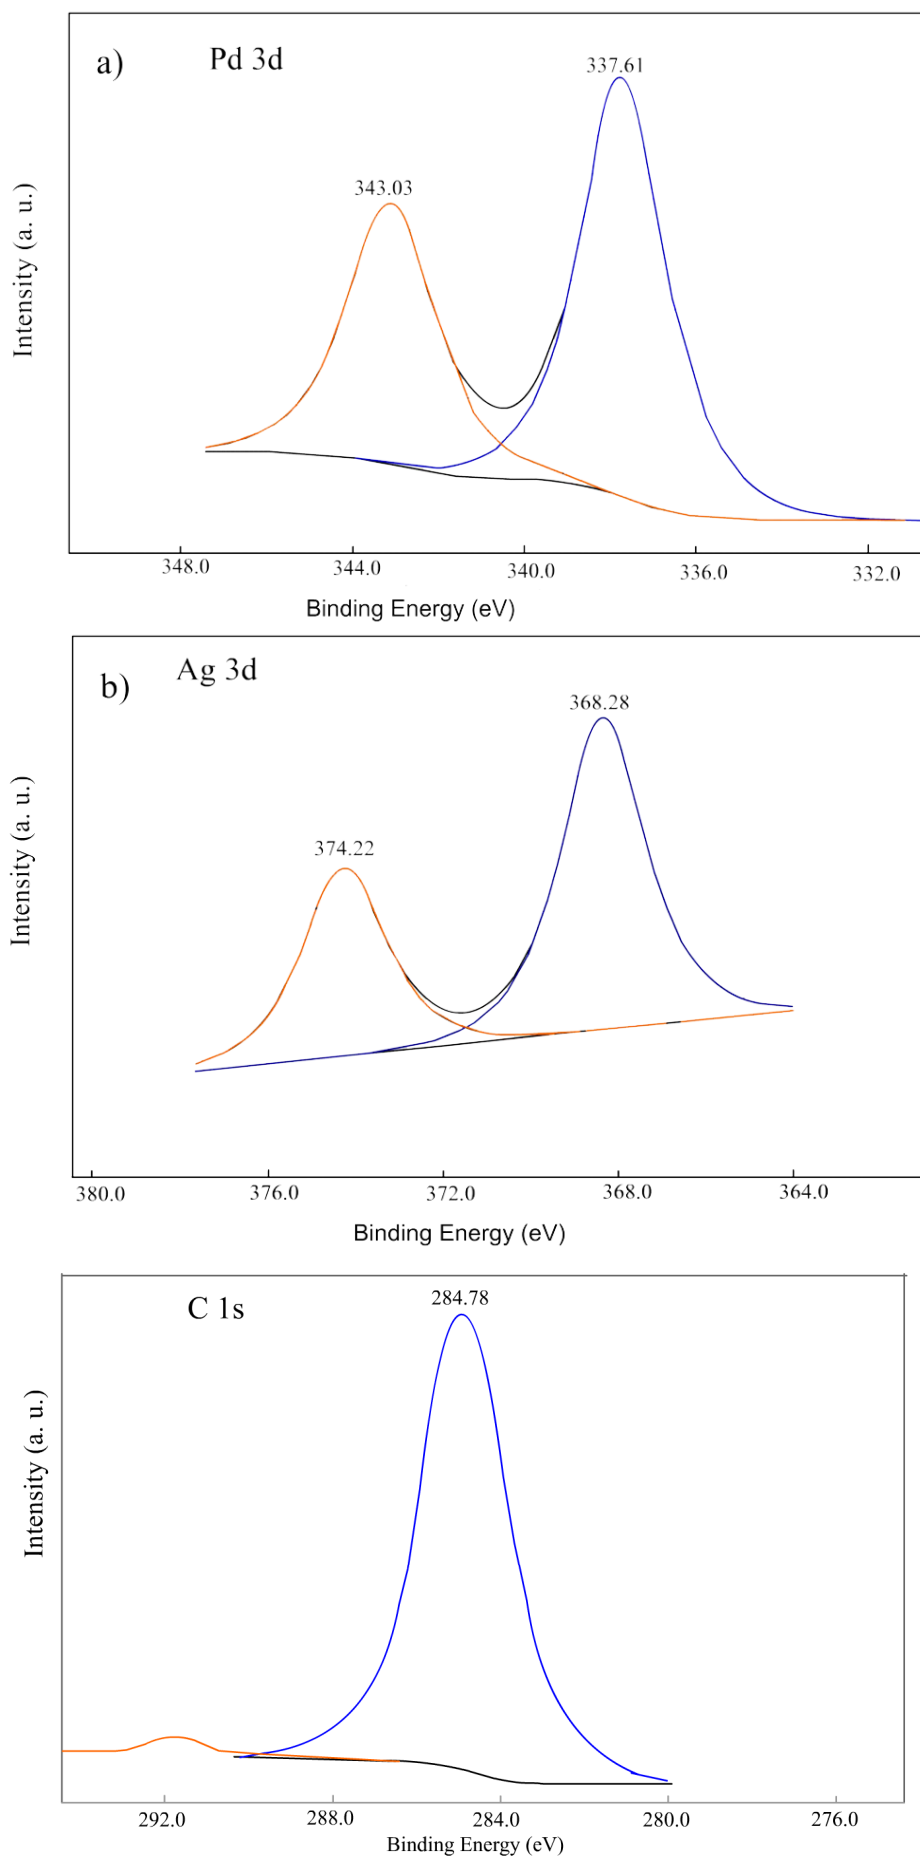 a) Pd 3d
337.61
343.03
Intensity (a. u.)
348.0 344.0 340.0 336.0 332.0
Binding Energy (eV)
b) Ag 3d
368.28
374.22
Intensity (a. u.)
380.0 376.0 372.0 368.0 364.0
Binding Energy (eV)
C 1s
284.78
Intensity (a. u.)
292.0 288.0 284.0 280.0 276.0
Binding Energy (eV)